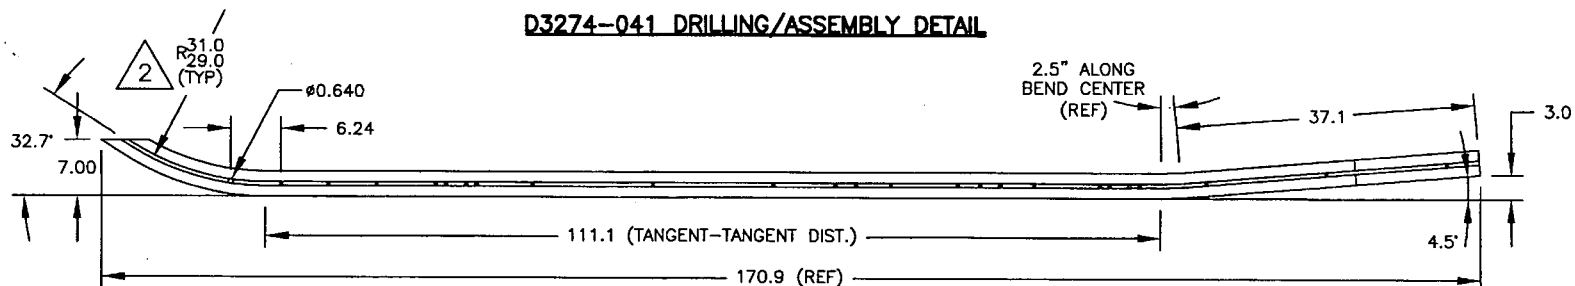 D3274-041 DRILLING/ASSEMBLY DETAIL
2
R31.0
29.0
(TYP)
ø0.640
2.5" ALONG
BEND CENTER
(REF)
37.1
3.0
32.7°
7.00
6.24
111.1 (TANGENT-TANGENT DIST.)
4.5°
170.9 (REF)